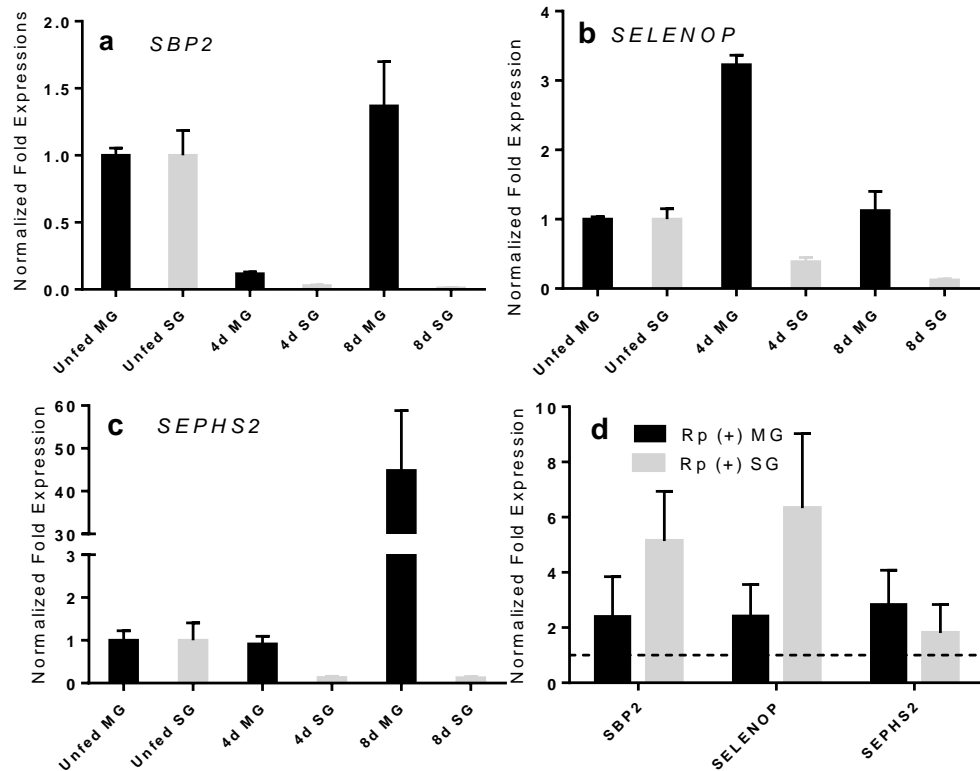 a SBP2
Normalized Fold Expressions
2.0
1.5
1.0
0.5
0.0
Unfed MG
Unfed SG
4d MG
4d SG
8d MG
8d SG
b SELENOP
Normalized Fold Expression
4
3
2
1
0
Unfed MG
Unfed SG
4d MG
4d SG
8d MG
8d SG
c SEPHS2
Normalized Fold Expression
60
50
40
30
3
2
1
0
Unfed MG
Unfed SG
4d MG
4d SG
8d MG
8d SG
d
Rp (+) MG
Rp (+) SG
Normalized Fold Expression
10
8
6
4
2
0
SBP2
SELENOP
SEPHS2